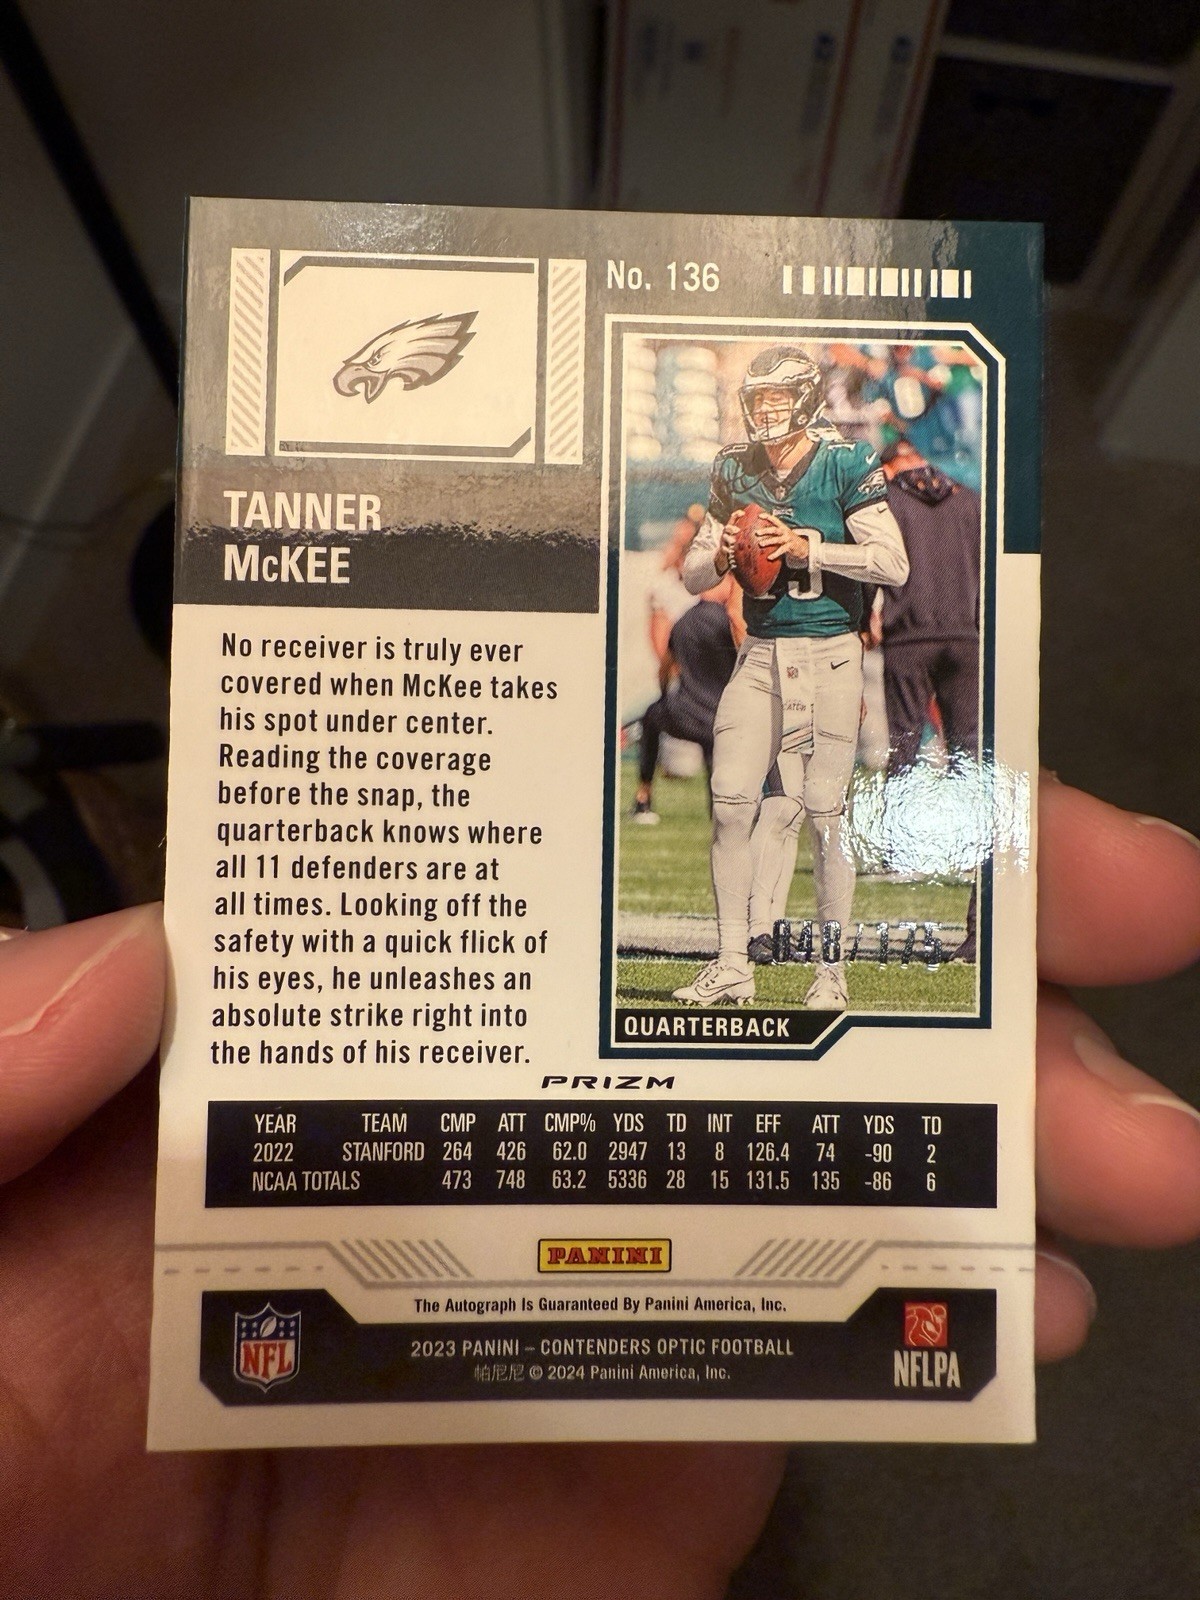 No. 136
TANNER
McKEE
No receiver is truly ever
covered when McKee takes
his spot under center.
Reading the coverage
before the snap, the
quarterback knows where
all 11 defenders are at
all times. Looking off the
safety with a quick flick of
his eyes, he unleashes an
absolute strike right into
the hands of his receiver.
048/175
QUARTERBACK
PRIZM
YEAR TEAM CMP ATT CMP% YDS TD INT EFF ATT YDS TD
2022 STANFORD 264 426 62.0 2947 13 8 126.4 74 -90 2
NCAA TOTALS 473 748 63.2 5336 28 15 131.5 135 -86 6
PANINI
The Autograph Is Guaranteed By Panini America, Inc.
2023 PANINI – CONTENDERS OPTIC FOOTBALL
帕尼尼 © 2024 Panini America, Inc.
NFL
NFLPA